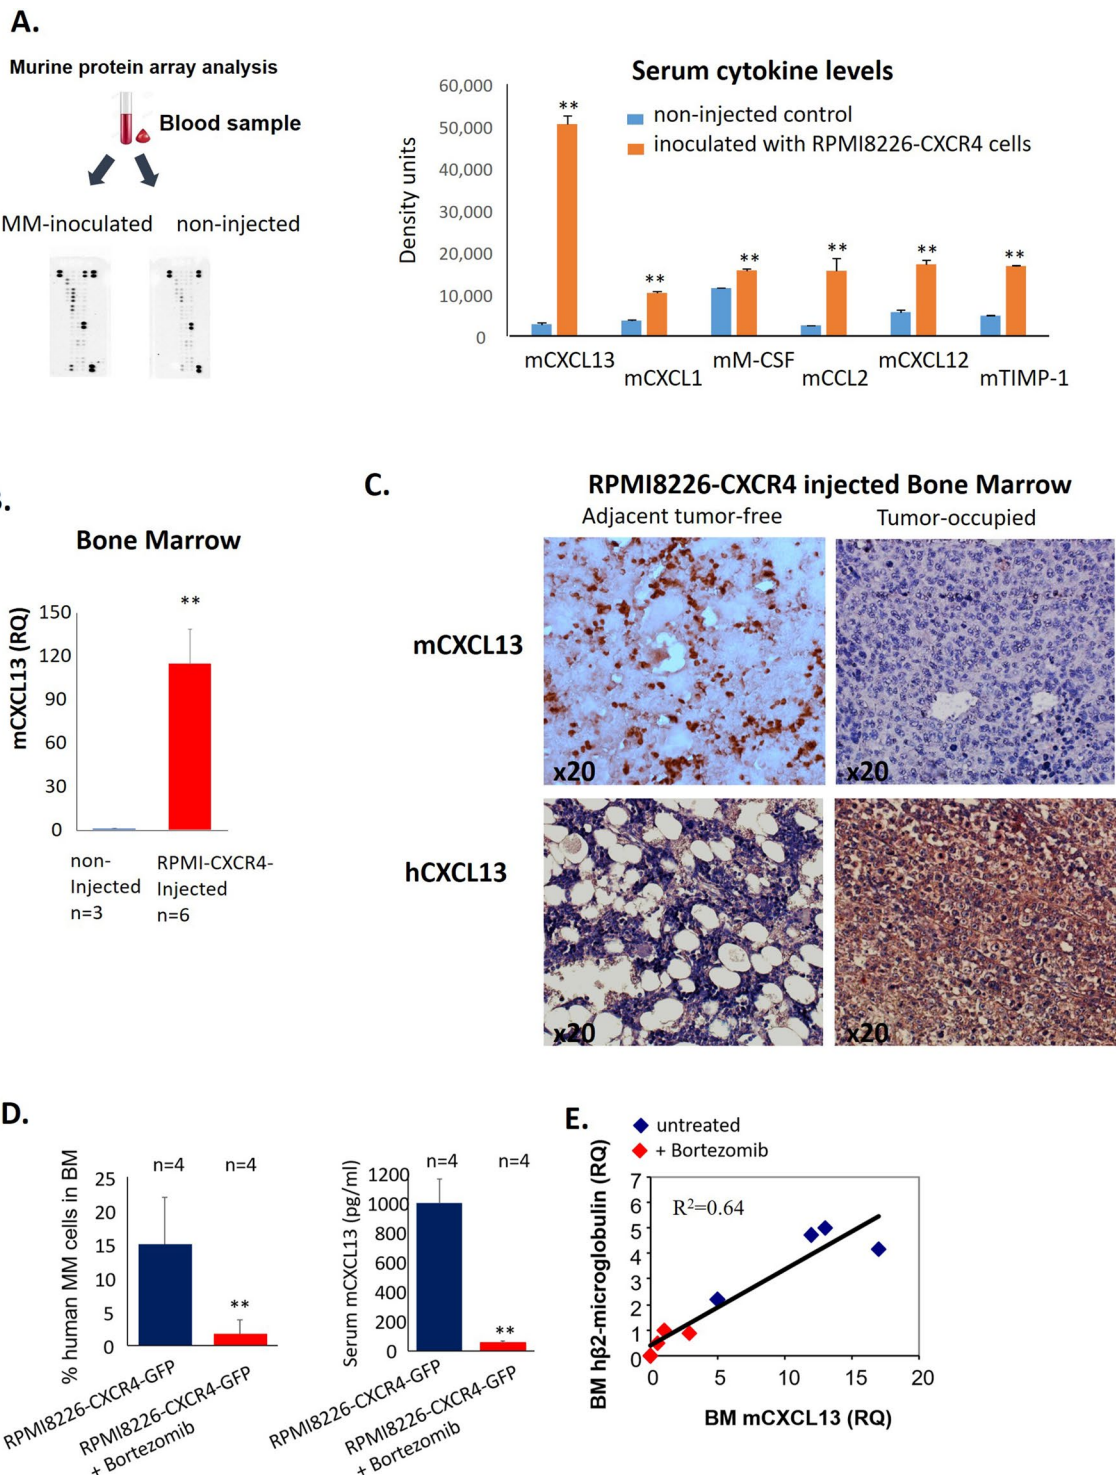 A.
Murine protein array analysis
Blood sample
MM-inoculated non-injected
Serum cytokine levels
non-injected control
inoculated with RPMI8226-CXCR4 cells
Density units
60,000
50,000
40,000
30,000
20,000
10,000
0
** ** ** ** ** **
mCXCL13 mCXCL1 mM-CSF mCCL2 mCXCL12 mTIMP-1
B.
Bone Marrow
mCXCL13 (RQ)
150
120
90
60
30
0
**
non-
Injected
n=3
RPMI-CXCR4-
Injected
n=6
C.
RPMI8226-CXCR4 injected Bone Marrow
Adjacent tumor-free Tumor-occupied
mCXCL13
x20 x20
hCXCL13
x20 x20
D.
% human MM cells in BM
25
20
15
10
5
0
n=4 n=4
**
RPMI8226-CXCR4-GFP
RPMI8226-CXCR4-GFP
+ Bortezomib
Serum mCXCL13 (pg/ml)
1200
1000
800
600
400
200
0
n=4 n=4
**
RPMI8226-CXCR4-GFP
RPMI8226-CXCR4-GFP
+ Bortezomib
E.
untreated
+ Bortezomib
BM hβ2-microglobulin (RQ)
7
6
5
4
3
2
1
0
R²=0.64
0 5 10 15 20
BM mCXCL13 (RQ)